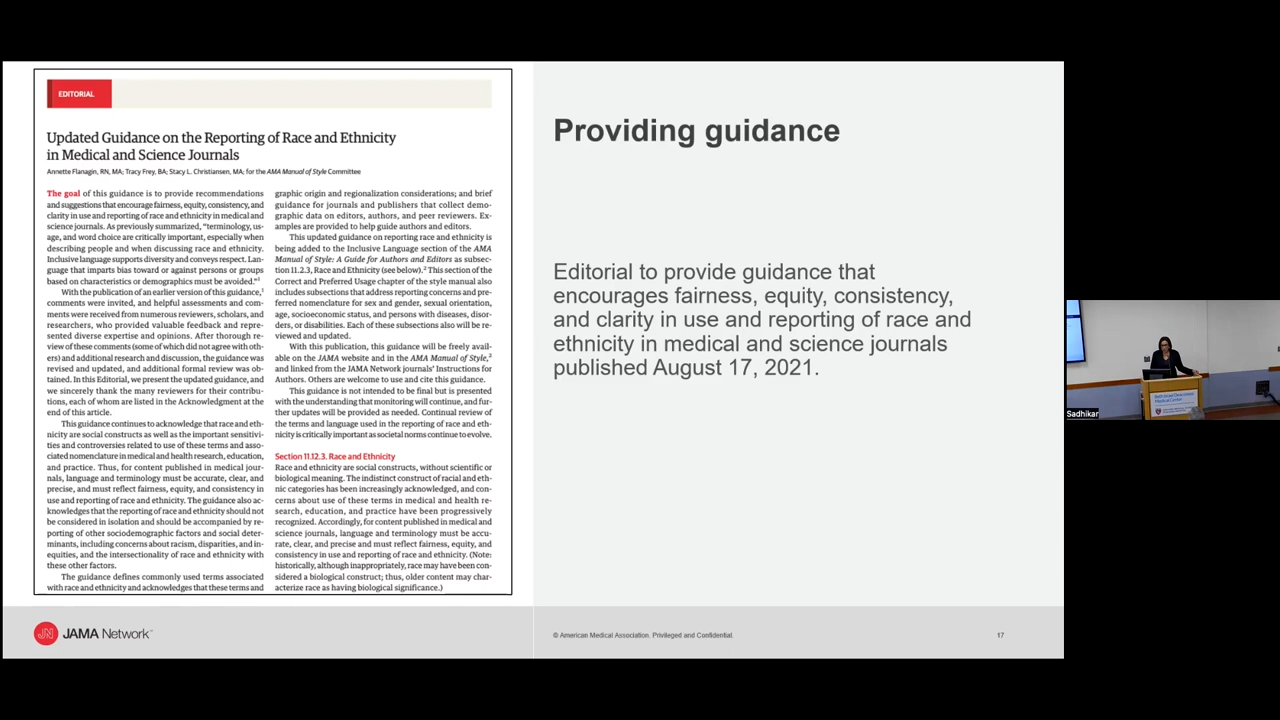 EDITORIAL
Updated Guidance on the Reporting of Race and Ethnicity
in Medical and Science Journals
Annette Flanagin, RN, MA; Tracy Frey, BA; Stacy L. Christiansen, MA; for the AMA Manual of Style Committee
The goal of this guidance is to provide recommendations
and suggestions that encourage fairness, equity, consistency, and
clarity in use and reporting of race and ethnicity in medical and
science journals. As previously summarized, "terminology, us-
age, and word choice are critically important, especially when
describing people and when discussing race and ethnicity.
Inclusive language supports diversity and conveys respect. Lan-
guage that imparts bias toward or against persons or groups
based on characteristics or demographics must be avoided."1
With the publication of an earlier version of this guidance,1
comments were invited, and helpful assessments and com-
ments were received from numerous reviewers, scholars, and
researchers, who provided valuable feedback and repre-
sented diverse expertise and opinions. After thorough re-
view of these comments (some of which did not agree with oth-
ers) and additional research and discussion, the guidance was
revised and updated, and additional formal review was ob-
tained. In this Editorial, we present the updated guidance, and
we sincerely thank the many reviewers for their contribu-
tions, each of whom are listed in the Acknowledgment at the
end of this article.
This guidance continues to acknowledge that race and eth-
nicity are social constructs as well as the important sensitivi-
ties and controversies related to use of these terms and asso-
ciated nomenclature in medical and health research, education,
and practice. Thus, for content published in medical jour-
nals, language and terminology must be accurate, clear, and
precise, and must reflect fairness, equity, and consistency in
use and reporting of race and ethnicity. The guidance also ac-
knowledges that the reporting of race and ethnicity should not
be considered in isolation and should be accompanied by re-
porting of other sociodemographic factors and social deter-
minants, including concerns about racism, disparities, and in-
equities, and the intersectionality of race and ethnicity with
these other factors.
The guidance defines commonly used terms associated
with race and ethnicity and acknowledges that these terms and
graphic origin and regionalization considerations; and brief
guidance for journals and publishers that collect demo-
graphic data on editors, authors, and peer reviewers. Ex-
amples are provided to help guide authors and editors.
This updated guidance on reporting race and ethnicity is
being added to the Inclusive Language section of the AMA
Manual of Style: A Guide for Authors and Editors as subsec-
tion 11.2.3, Race and Ethnicity (see below).2 This section of the
Correct and Preferred Usage chapter of the style manual also
includes subsections that address reporting concerns and pre-
ferred nomenclature for sex and gender, sexual orientation,
age, socioeconomic status, and persons with diseases, disor-
ders, or disabilities. Each of these subsections also will be re-
viewed and updated.
With this publication, this guidance will be freely avail-
able on the JAMA website and in the AMA Manual of Style,2
and linked from the JAMA Network journals' Instructions for
Authors. Others are welcome to use and cite this guidance.
This guidance is not intended to be final but is presented
with the understanding that monitoring will continue, and fur-
ther updates will be provided as needed. Continual review of
the terms and language used in the reporting of race and eth-
nicity is critically important as societal norms continue to evolve.
Section 11.12.3. Race and Ethnicity
Race and ethnicity are social constructs, without scientific or
biological meaning. The indistinct construct of racial and eth-
nic categories has been increasingly acknowledged, and con-
cerns about use of these terms in medical and health re-
search, education, and practice have been progressively
recognized. Accordingly, for content published in medical and
science journals, language and terminology must be accu-
rate, clear, and precise and must reflect fairness, equity, and
consistency in use and reporting of race and ethnicity. (Note:
historically, although inappropriately, race may have been con-
sidered a biological construct; thus, older content may char-
acterize race as having biological significance.)
Providing guidance
Editorial to provide guidance that
encourages fairness, equity, consistency,
and clarity in use and reporting of race and
ethnicity in medical and science journals
published August 17, 2021.
JAMA Network™
© American Medical Association. Privileged and Confidential.
17
Sadhikar
Medical Center